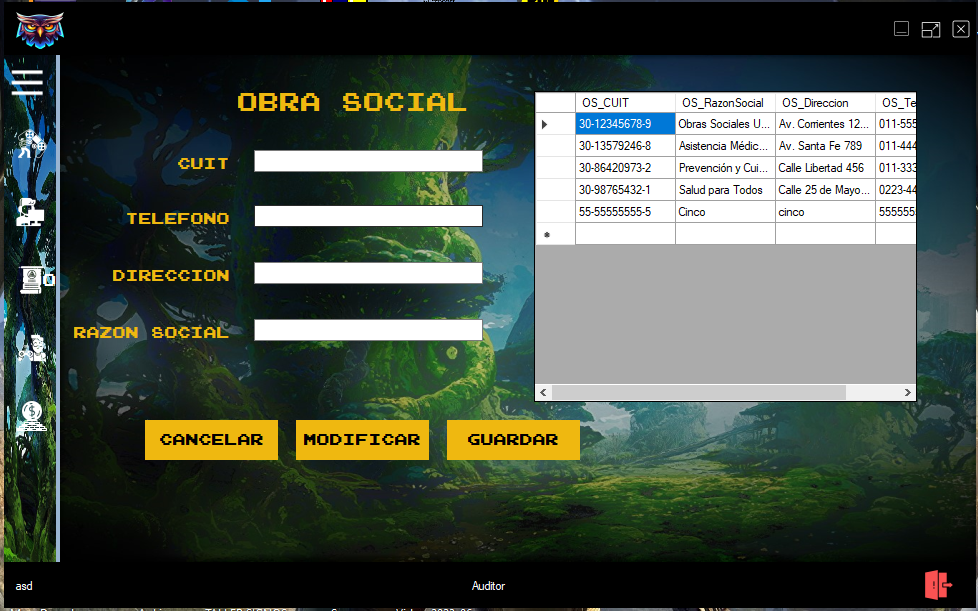 OBRA SOCIAL
CUIT
TELEFONO
DIRECCION
RAZON SOCIAL
CANCELAR MODIFICAR GUARDAR
OS_CUIT OS_RazonSocial OS_Direccion OS_Te
30-12345678-9 Obras Sociales U... Av. Corrientes 12... 011-555
30-13579246-8 Asistencia Médic... Av. Santa Fe 789 011-444
30-86420973-2 Prevención y Cui... Calle Libertad 456 011-333
30-98765432-1 Salud para Todos Calle 25 de Mayo... 0223-44
55-55555555-5 Cinco cinco 555555
asd Auditor